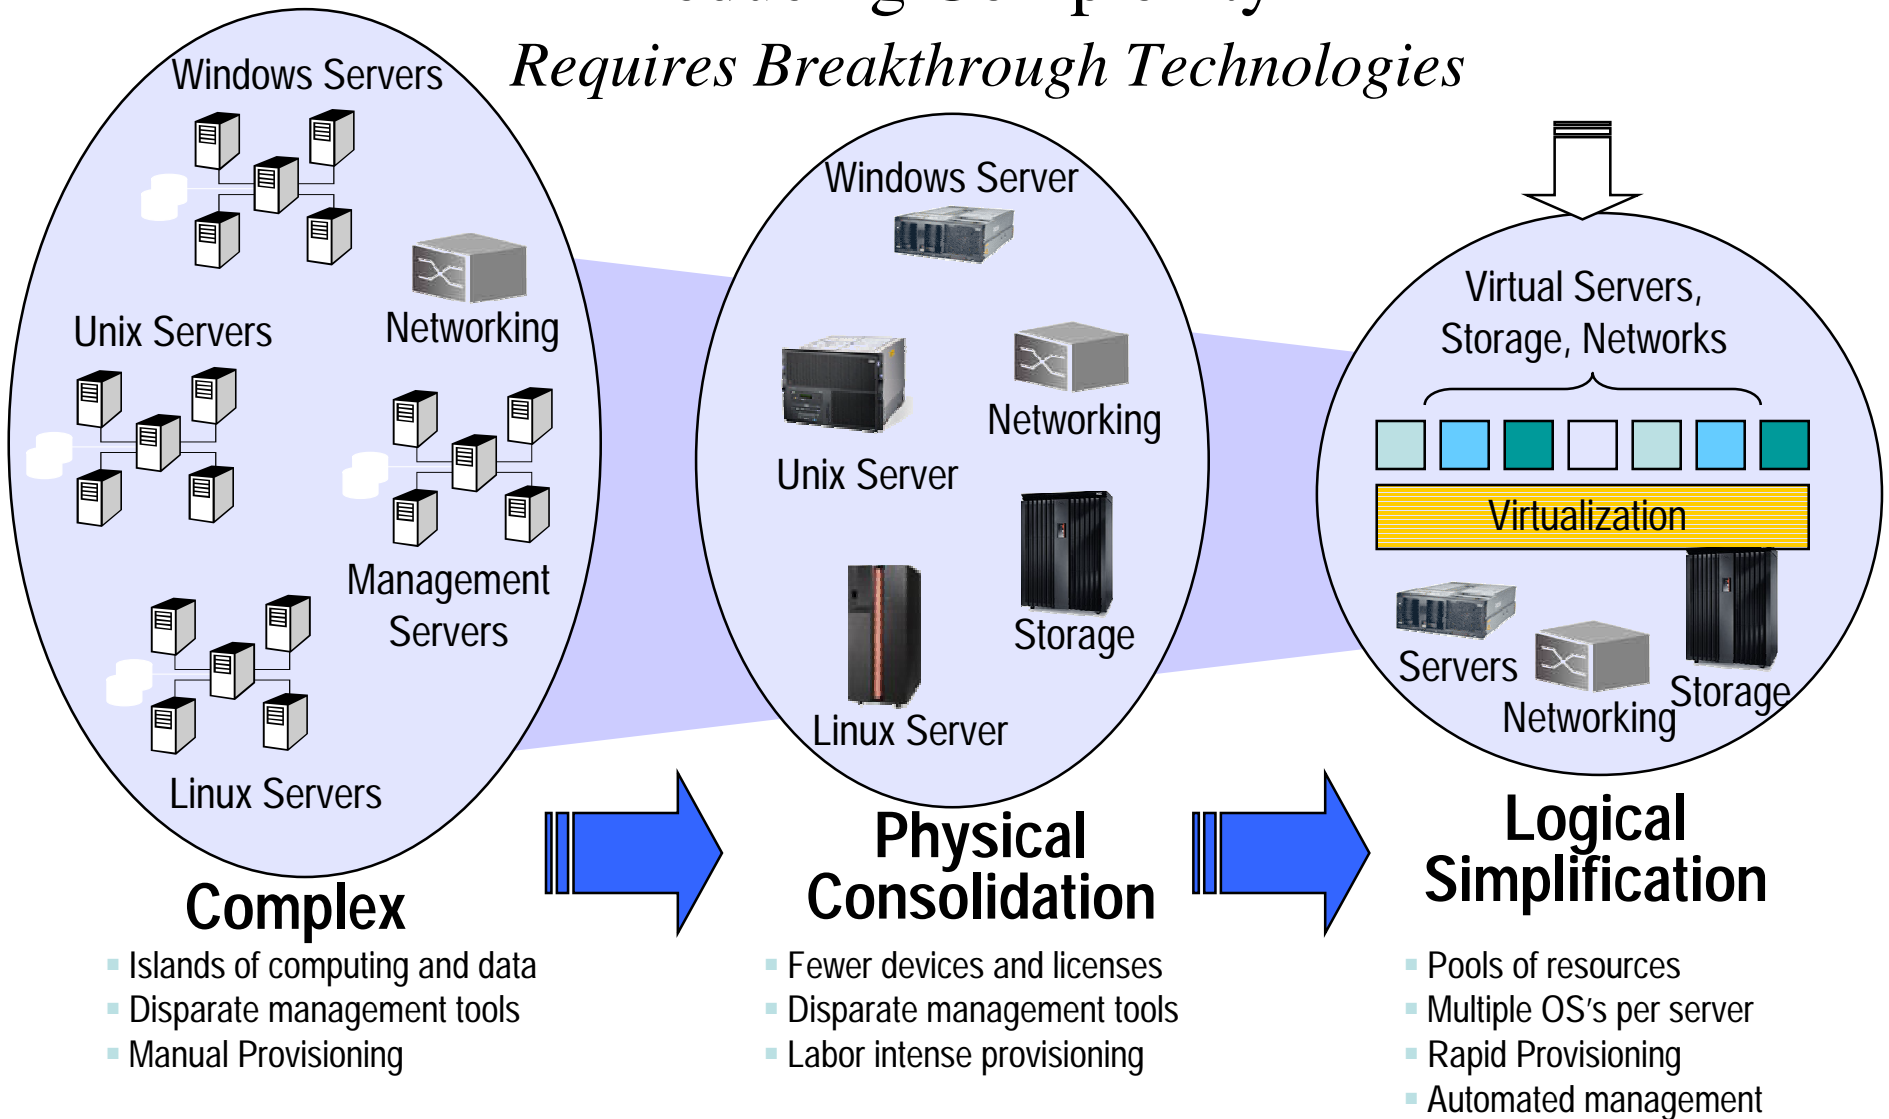 Requires Breakthrough Technologies
Windows Servers
Unix Servers
Networking
Management
Servers
Linux Servers
Windows Server
Unix Server
Networking
Storage
Linux Server
Virtual Servers,
Storage, Networks
Virtualization
Servers
Networking
Storage
Complex
Islands of computing and data
Disparate management tools
Manual Provisioning
Physical
Consolidation
Fewer devices and licenses
Disparate management tools
Labor intense provisioning
Logical
Simplification
Pools of resources
Multiple OS's per server
Rapid Provisioning
Automated management